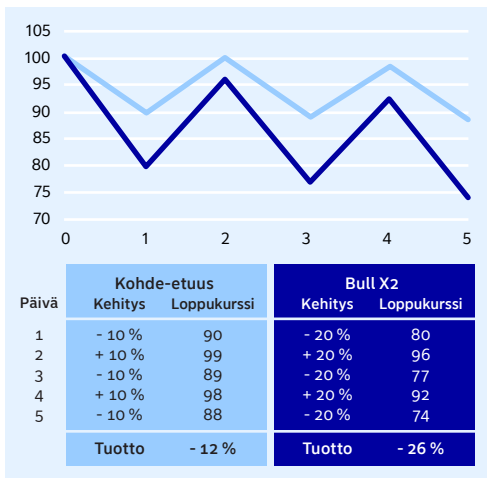 105
100
95
90
85
80
75
70
0 1 2 3 4 5
Kohde-etuus Bull X2
Päivä Kehitys Loppukurssi Kehitys Loppukurssi
1 - 10 % 90 - 20 % 80
2 + 10 % 99 + 20 % 96
3 - 10 % 89 - 20 % 77
4 + 10 % 98 + 20 % 92
5 - 10 % 88 - 20 % 74
Tuotto - 12 % Tuotto - 26 %